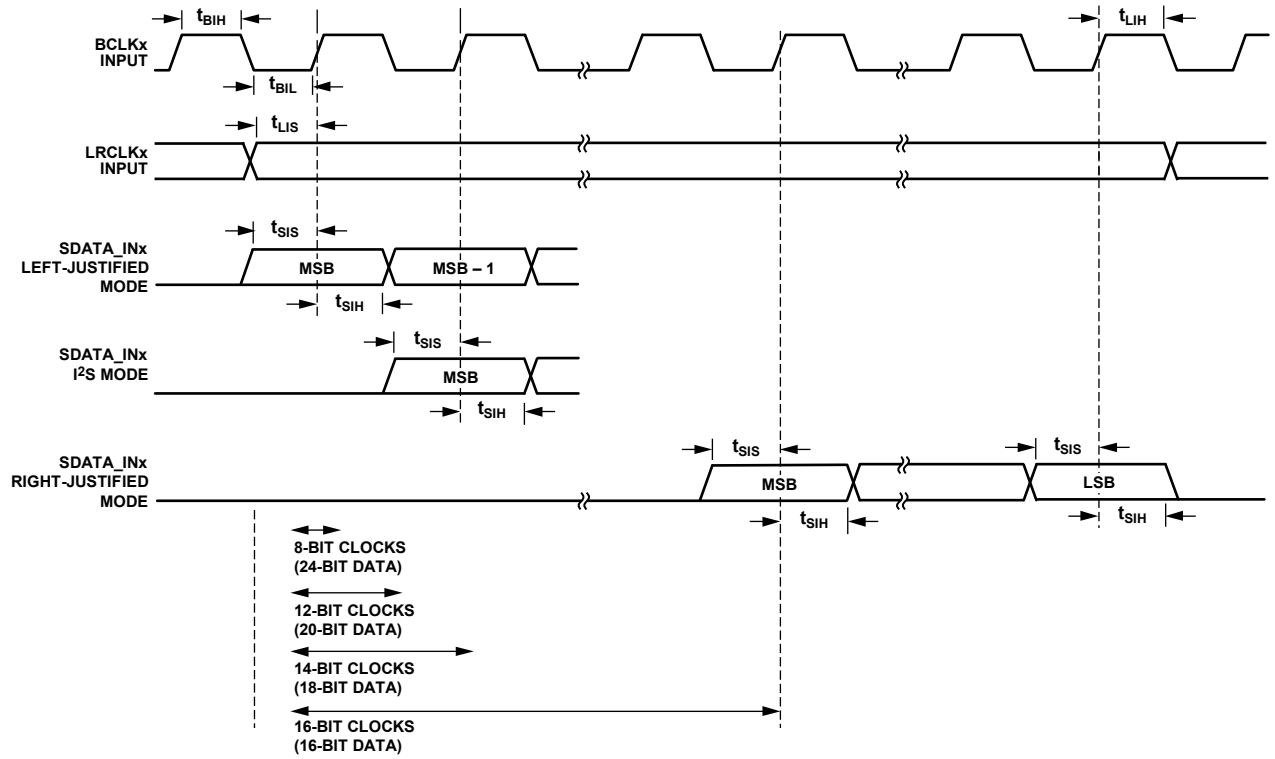 tBIH
tLIH
BCLKx
INPUT
tBIL
tLIS
LRCLKx
INPUT
tSIS
SDATA_INx
LEFT-JUSTIFIED
MODE
MSB
MSB – 1
tSIH
tSIS
SDATA_INx
I2S MODE
MSB
tSIH
tSIS
tSIS
SDATA_INx
RIGHT-JUSTIFIED
MODE
MSB
LSB
tSIH
tSIH
8-BIT CLOCKS
(24-BIT DATA)
12-BIT CLOCKS
(20-BIT DATA)
14-BIT CLOCKS
(18-BIT DATA)
16-BIT CLOCKS
(16-BIT DATA)